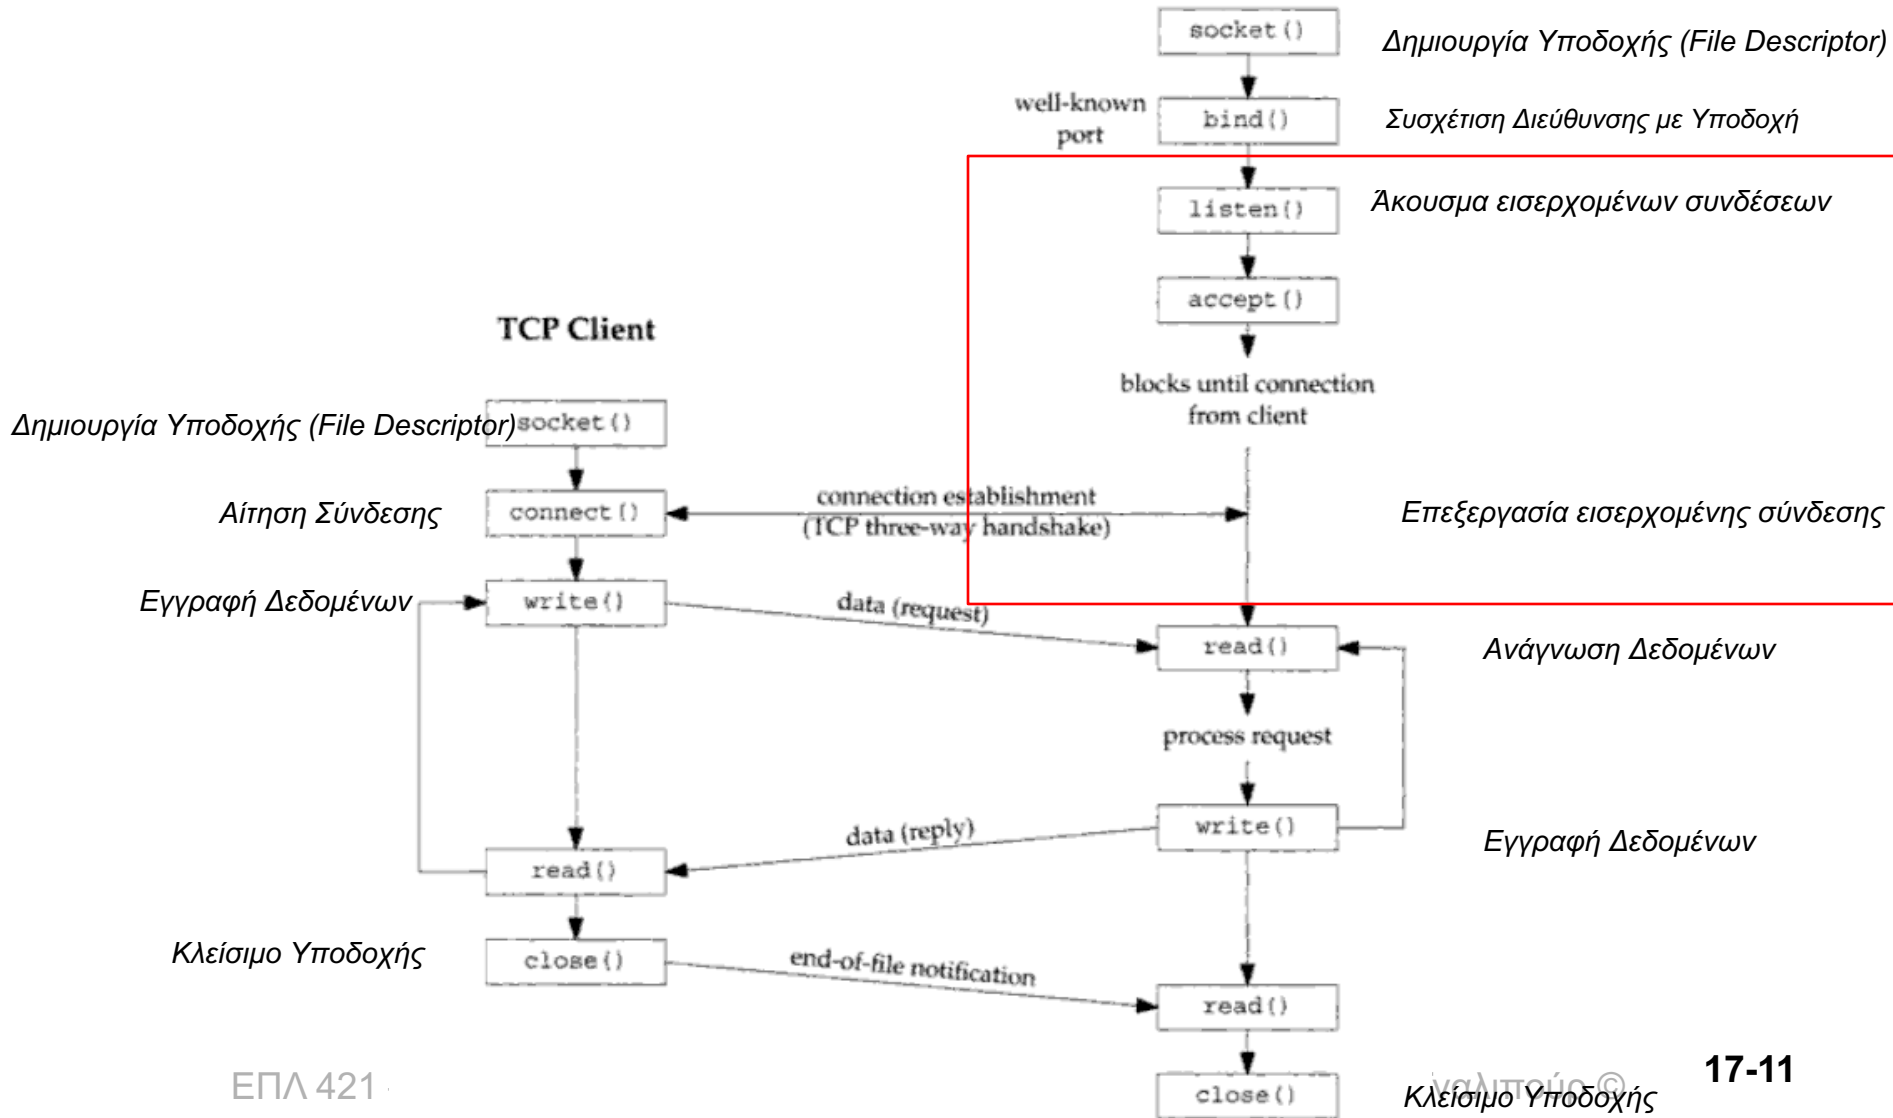 socket()
Δημιουργία Υποδοχής (File Descriptor)
well-known
port
bind()
Συσχέτιση Διεύθυνσης με Υποδοχή
listen()
Άκουσμα εισερχομένων συνδέσεων
accept()
TCP Client
blocks until connection
from client
Δημιουργία Υποδοχής (File Descriptor)
socket()
Αίτηση Σύνδεσης
connect()
connection establishment
(TCP three-way handshake)
Επεξεργασία εισερχομένης σύνδεσης
Εγγραφή Δεδομένων
write()
data (request)
read()
Ανάγνωση Δεδομένων
process request
write()
Εγγραφή Δεδομένων
data (reply)
read()
Κλείσιμο Υποδοχής
close()
end-of-file notification
read()
close()
Κλείσιμο Υποδοχής
ΕΠΛ 421
©
17-11